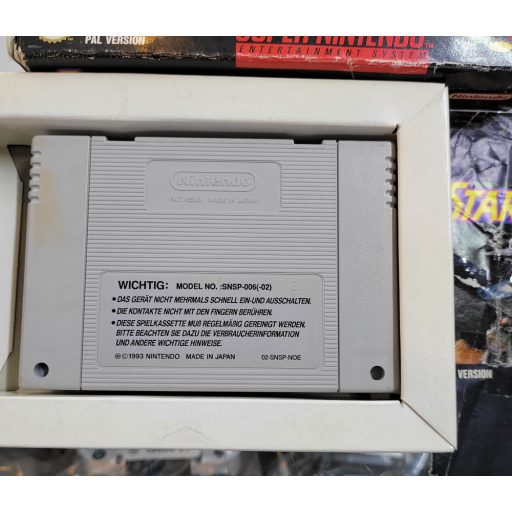 PAL VERSION
SUPER NINTENDO
ENTERTAINMENT SYSTEM
Nintendo
Nintendo
PAT. PEND. MADE IN JAPAN
STAR
WICHTIG: MODEL NO. :SNSP-006(-02)
• DAS GERÄT NICHT MEHRMALS SCHNELL EIN-UND AUSSCHALTEN.
• DIE KONTAKTE NICHT MIT DEN FINGERN BERÜHREN.
• DIESE SPIELKASSETTE MUß REGELMÄßIG GEREINIGT WERDEN.
BITTE BEACHTEN SIE DAZU DIE VERBRAUCHERINFORMATION
UND ANDERE WICHTIGE HINWEISE.
©1993 NINTENDO MADE IN JAPAN 02-SNSP-NOE
VERSION